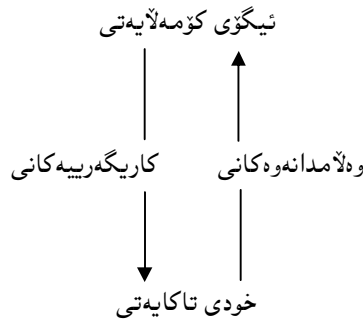 ئیگۆی کۆمەڵایەتی
وەڵامدانەوەکانی
کاریگەرییەکانی
خودی تاکایەتی